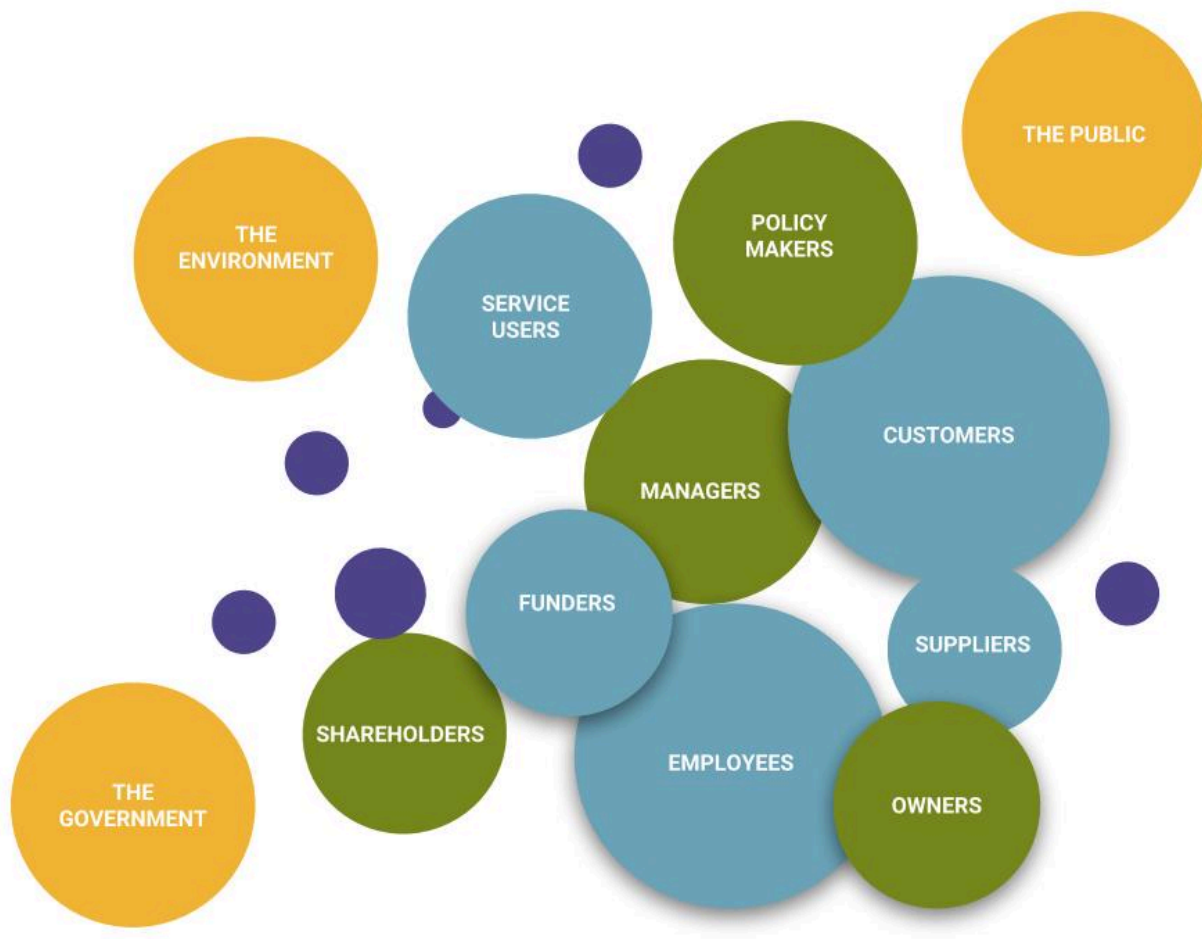 THE PUBLIC
POLICY
MAKERS
THE
ENVIRONMENT
SERVICE
USERS
CUSTOMERS
MANAGERS
FUNDERS
SUPPLIERS
SHAREHOLDERS
EMPLOYEES
THE
GOVERNMENT
OWNERS